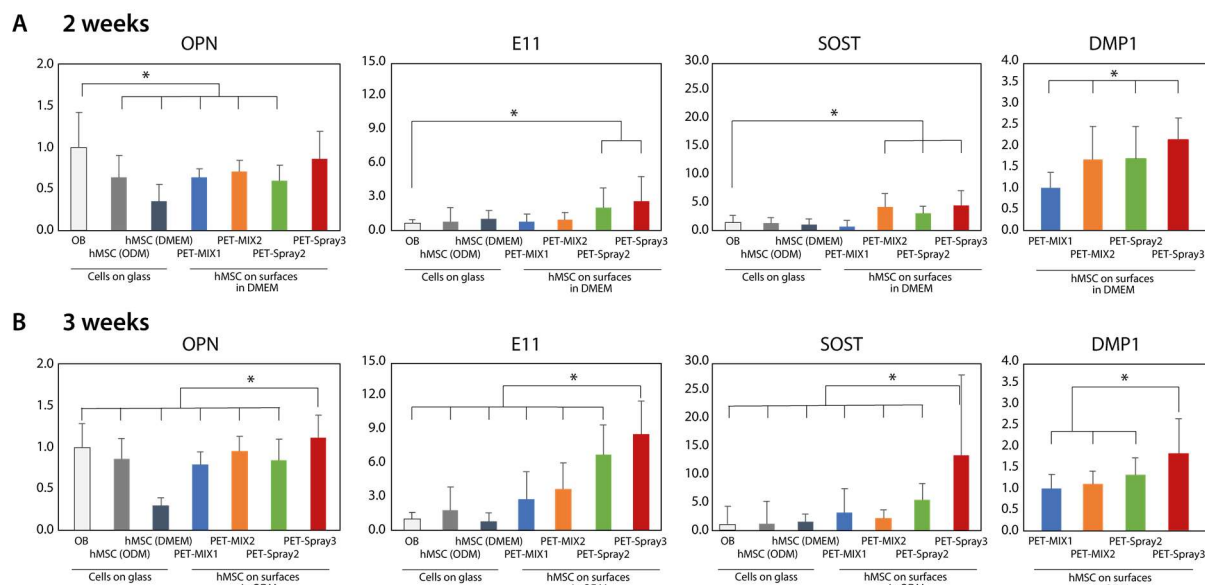 A 2 weeks
OPN
2.0
1.5
1.0
0.5
0.0
*
OB
hMSC (ODM)
hMSC (DMEM)
PET-MIX1
PET-MIX2
PET-Spray2
PET-Spray3
Cells on glass
hMSC on surfaces
in DMEM
E11
15.0
12.0
9.0
6.0
3.0
0.0
*
OB
hMSC (ODM)
hMSC (DMEM)
PET-MIX1
PET-MIX2
PET-Spray2
PET-Spray3
Cells on glass
hMSC on surfaces
in DMEM
SOST
30.0
25.0
20.0
15.0
10.0
5.0
0.0
*
OB
hMSC (ODM)
hMSC (DMEM)
PET-MIX1
PET-MIX2
PET-Spray2
PET-Spray3
Cells on glass
hMSC on surfaces
in DMEM
DMP1
4.0
3.5
3.0
2.5
2.0
1.5
1.0
0.5
0.0
*
PET-MIX1
PET-MIX2
PET-Spray2
PET-Spray3
hMSC on surfaces
in DMEM
B 3 weeks
OPN
2.0
1.5
1.0
0.5
0.0
*
OB
hMSC (ODM)
hMSC (DMEM)
PET-MIX1
PET-MIX2
PET-Spray2
PET-Spray3
Cells on glass
hMSC on surfaces
E11
15.0
12.0
9.0
6.0
3.0
0.0
*
OB
hMSC (ODM)
hMSC (DMEM)
PET-MIX1
PET-MIX2
PET-Spray2
PET-Spray3
Cells on glass
hMSC on surfaces
SOST
30.0
25.0
20.0
15.0
10.0
5.0
0.0
*
OB
hMSC (ODM)
hMSC (DMEM)
PET-MIX1
PET-MIX2
PET-Spray2
PET-Spray3
Cells on glass
hMSC on surfaces
DMP1
4.0
3.5
3.0
2.5
2.0
1.5
1.0
0.5
0.0
*
PET-MIX1
PET-MIX2
PET-Spray2
PET-Spray3
hMSC on surfaces